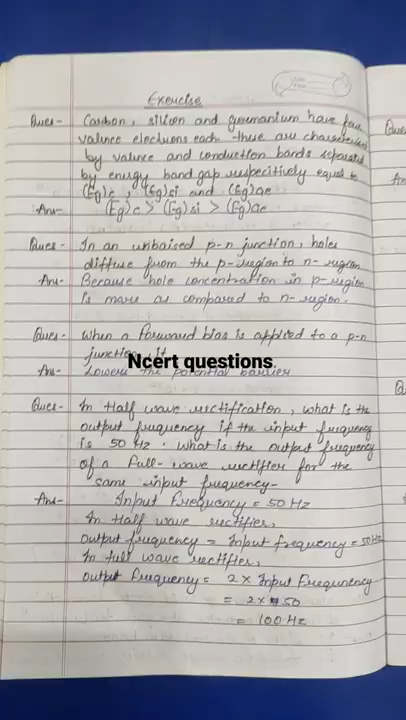 Exercise
Ques- Carbon, silicon and germanium have four
valence electrons each. these are characterised
by valence and conduction bands separated
by energy band gap respectively equal to
(Eg)c, (Eg)si and (Eg)Ge
Ans- (Eg)c > (Eg)si > (Eg)Ge
Ques- In an unbaised p-n junction, holes
diffuse from the p-region to n-region
Ans- Because hole concentration in p-region
is more as compared to n-region.
Ques- when a forward bias is applied to a p-n
junction, it
Ncert questions
Ans- Lowers the potential barrier
Ques- In Half wave rectification, what is the
output frequency if the input frequency
is 50 Hz. What is the output frequency
of a full-wave rectifier for the
same input frequency-
Ans- Input frequency = 50 Hz
In Half wave rectifier,
output frequency = Input frequency = 50Hz
In full wave rectifier,
output frequency = 2 × Input frequency
= 2 × 50
= 100 Hz
Ques